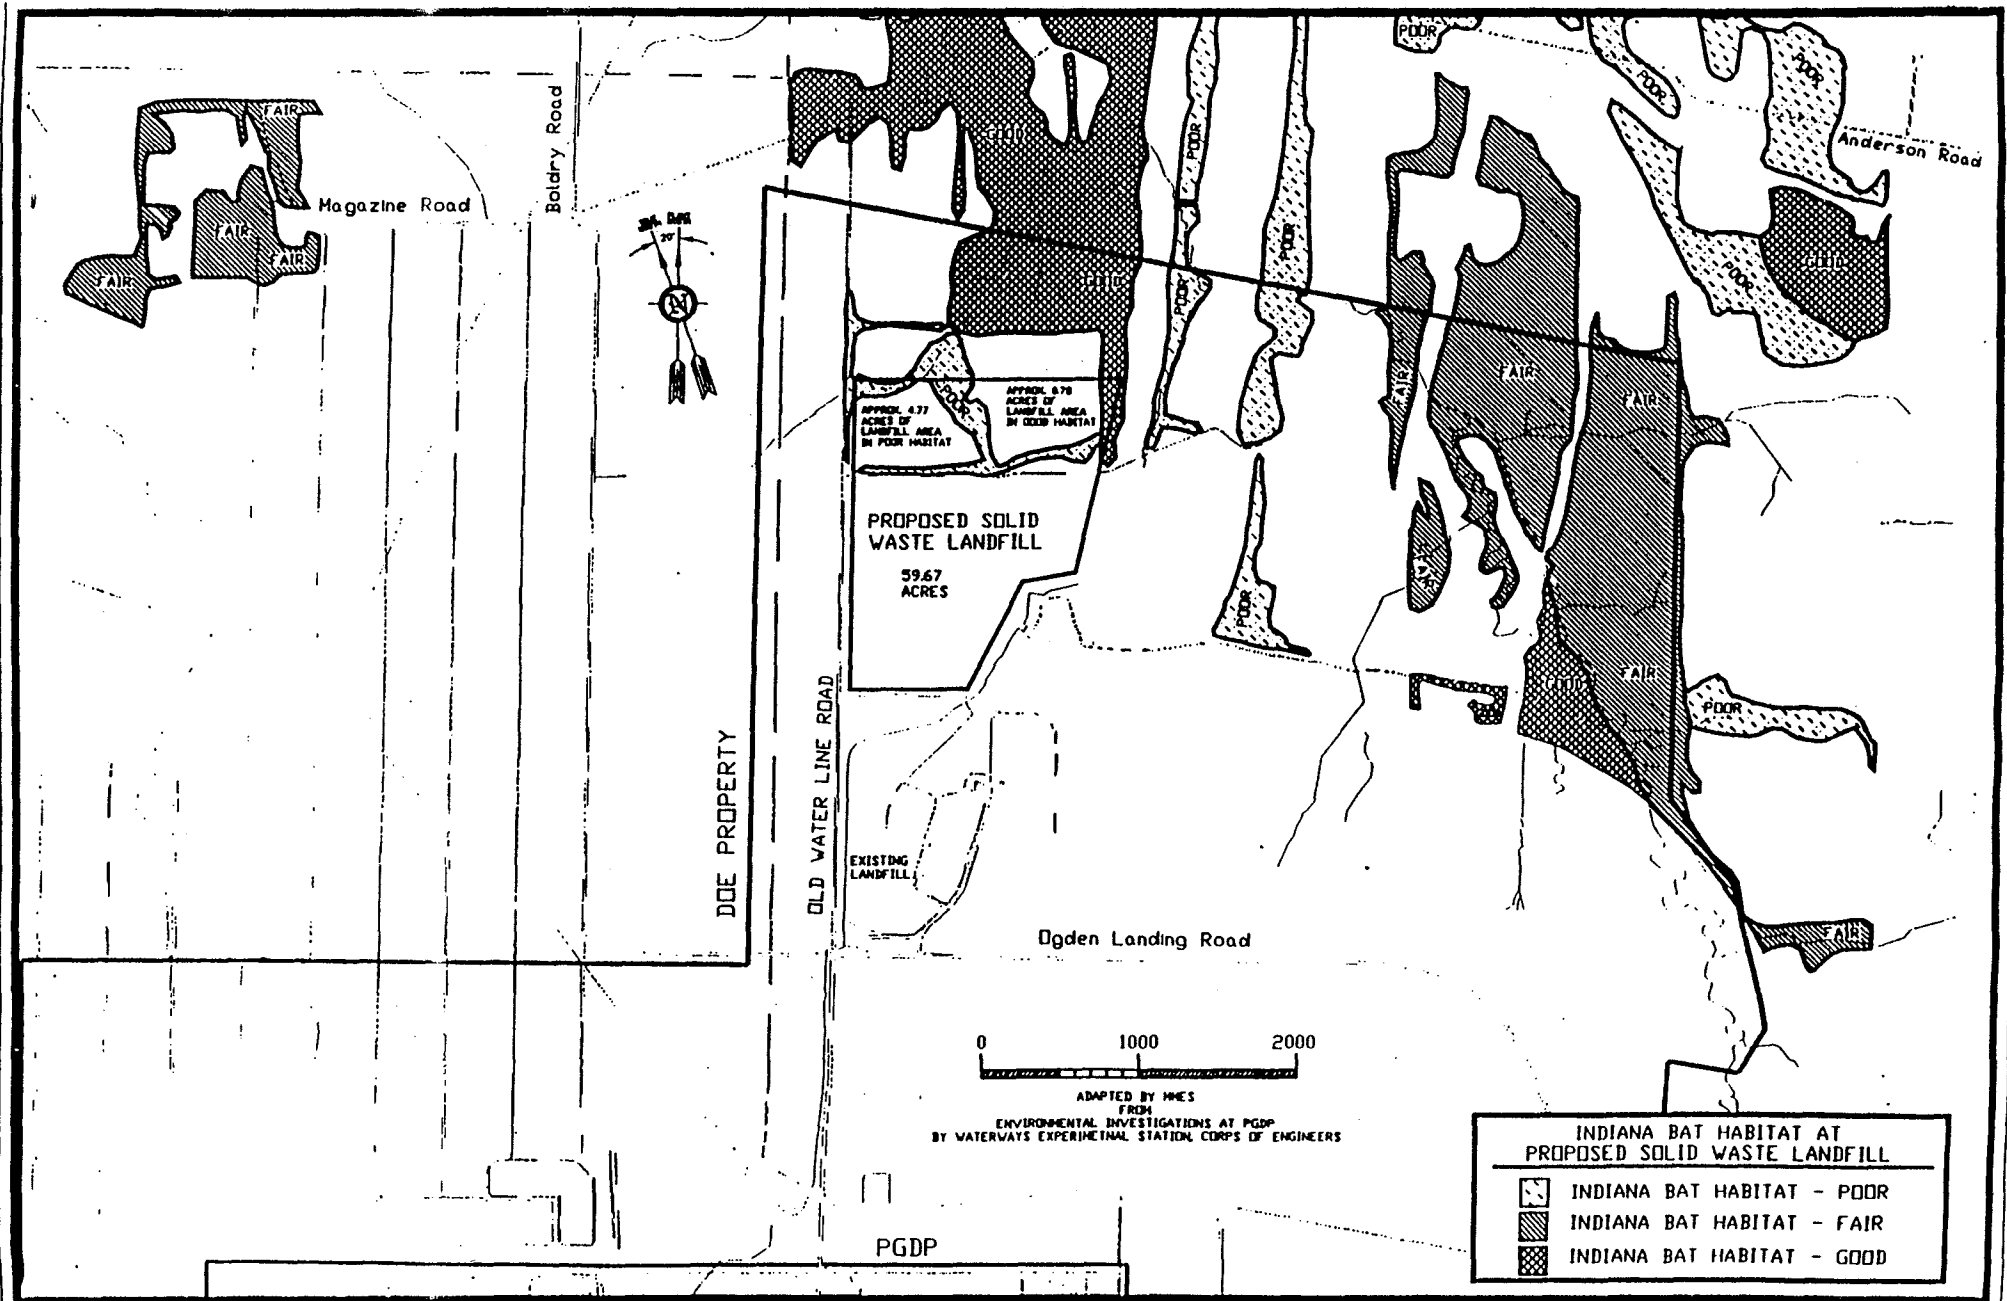 POOR
POOR
POOR
FAIR
Boldry Road
GOOD
POOR
Anderson Road
Magazine Road
FAIR
FAIR
FAIR
20°
N
POOR
GOOD
POOR
POOR
GOOD
FAIR
FAIR
FAIR
POOR
APPROX. 4.77
ACRES OF
LANDFILL AREA
IN POOR HABITAT
APPROX. 0.78
ACRES OF
LANDFILL AREA
IN GOOD HABITAT
PROPOSED SOLID
WASTE LANDFILL
59.67
ACRES
FAIR
POOR
GOOD
FAIR
POOR
DOE PROPERTY
OLD WATER LINE ROAD
EXISTING
LANDFILL
Ogden Landing Road
FAIR
0 1000 2000
ADAPTED BY MMES
FROM
ENVIRONMENTAL INVESTIGATIONS AT PGDP
BY WATERWAYS EXPERIMETNAL STATION, CORPS OF ENGINEERS
INDIANA BAT HABITAT AT
PROPOSED SOLID WASTE LANDFILL
INDIANA BAT HABITAT - POOR
INDIANA BAT HABITAT - FAIR
INDIANA BAT HABITAT - GOOD
PGDP